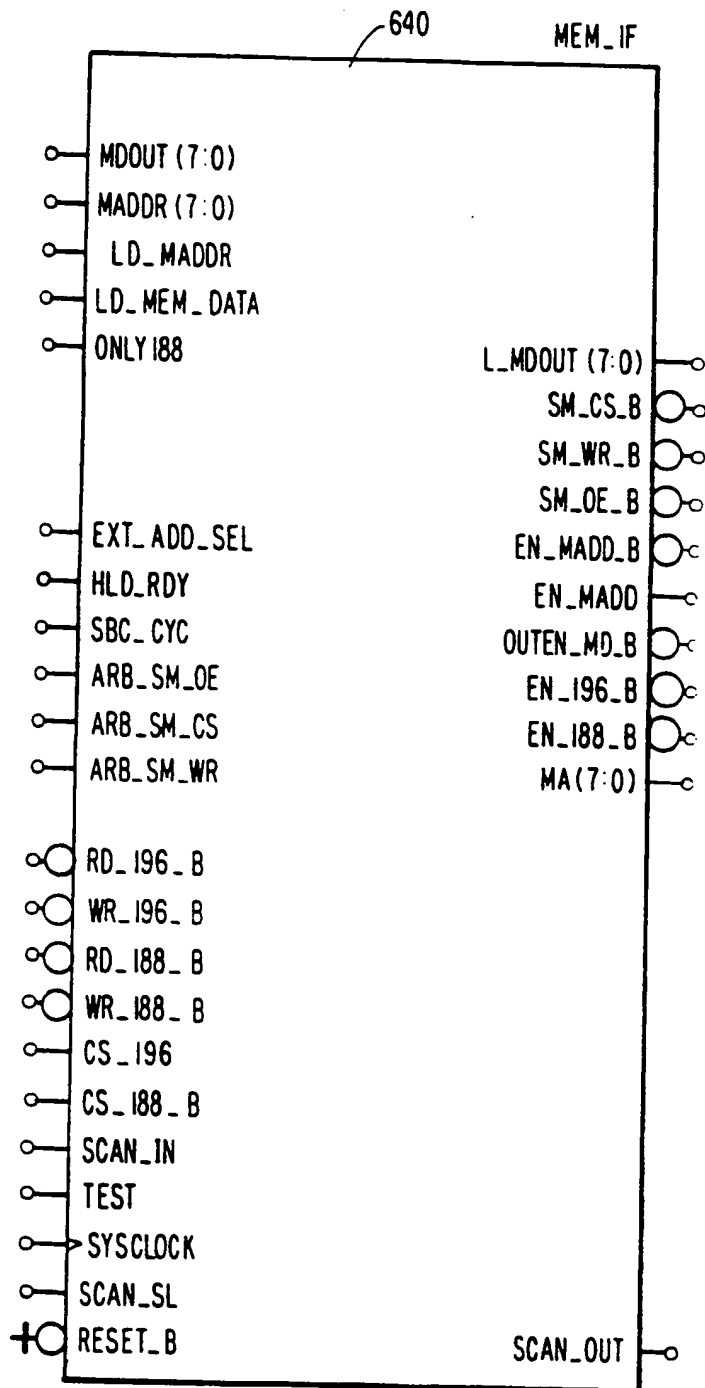 640
MEM_IF
MDOUT (7:0)
MADDR (7:0)
LD_MADDR
LD_MEM_DATA
ONLY 188
EXT_ADD_SEL
HLD_RDY
SBC_CYC
ARB_SM_OE
ARB_SM_CS
ARB_SM_WR
RD_196_B
WR_196_B
RD_188_B
WR_188_B
CS_196
CS_188_B
SCAN_IN
TEST
SYSCLOCK
SCAN_SL
RESET_B
L_MDOUT (7:0)
SM_CS_B
SM_WR_B
SM_OE_B
EN_MADD_B
EN_MADD
OUTEN_MD_B
EN_196_B
EN_188_B
MA (7:0)
SCAN_OUT